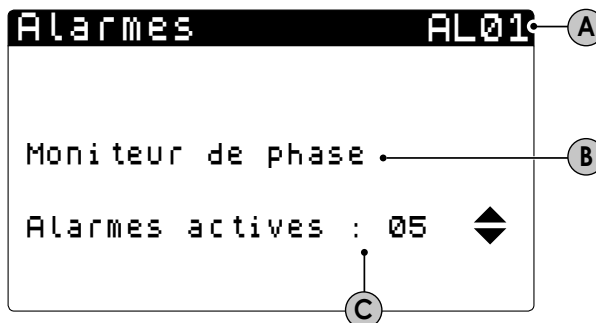 Alarmes AL01
A
Moniteur de phase
B
Alarmes actives : 05
C